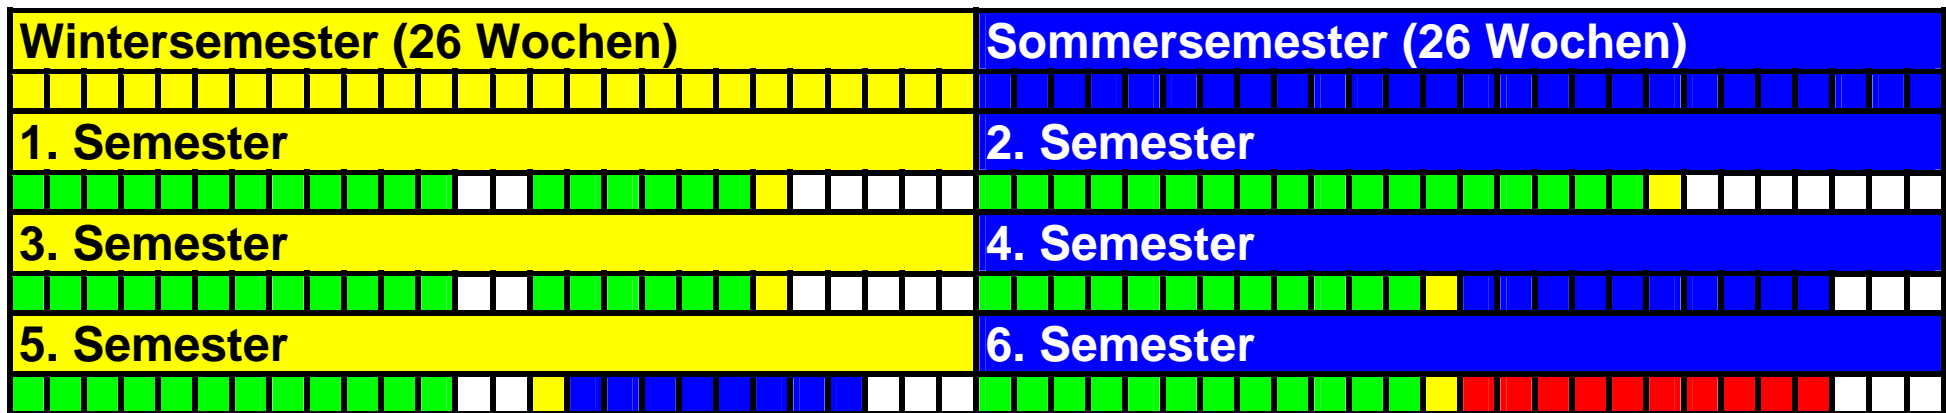 Wintersemester (26 Wochen)
Sommersemester (26 Wochen)
1. Semester
2. Semester
3. Semester
4. Semester
5. Semester
6. Semester